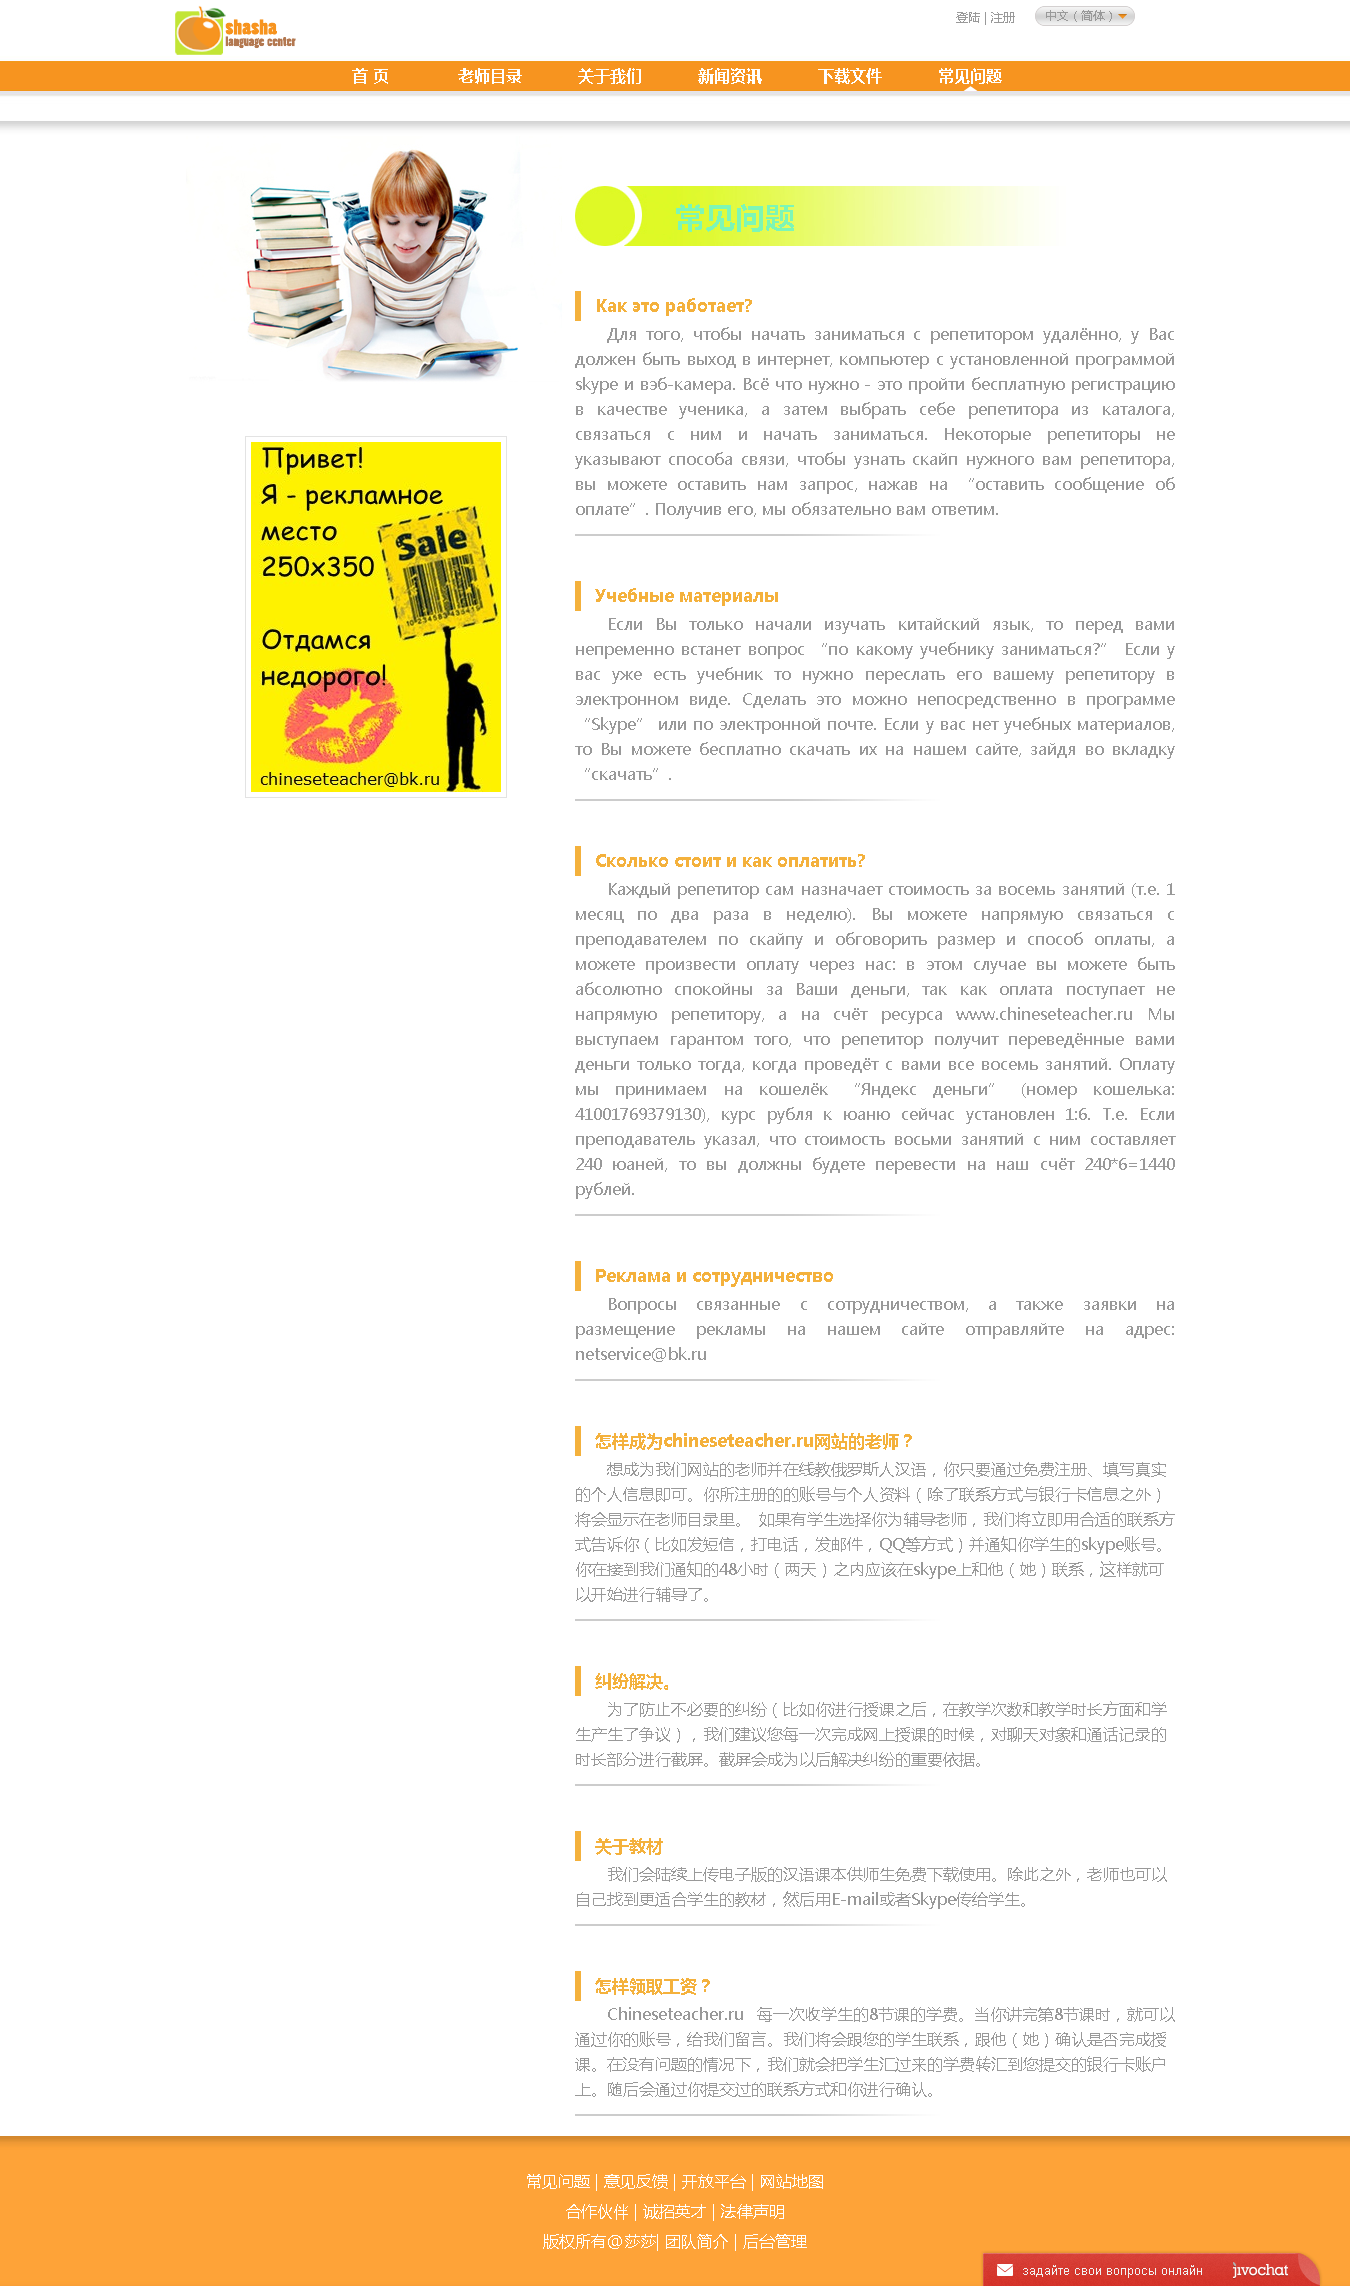 shasha
language center
登陆 | 注册
中文（简体）
首 页
老师目录
关于我们
新闻资讯
下载文件
常见问题
常见问题
Привет!
Я - рекламное
место
250x350
Sale
Отдамся
недорого!
chineseteacher@bk.ru
Как это работает?
Для того, чтобы начать заниматься с репетитором удалённо, у Вас
должен быть выход в интернет, компьютер с установленной программой
skype и вэб-камера. Всё что нужно - это пройти бесплатную регистрацию
в качестве ученика, а затем выбрать себе репетитора из каталога,
связаться с ним и начать заниматься. Некоторые репетиторы не
указывают способа связи, чтобы узнать скайп нужного вам репетитора,
вы можете оставить нам запрос, нажав на “оставить сообщение об
оплате”. Получив его, мы обязательно вам ответим.
Учебные материалы
Если Вы только начали изучать китайский язык, то перед вами
непременно встанет вопрос “по какому учебнику заниматься?” Если у
вас уже есть учебник то нужно переслать его вашему репетитору в
электронном виде. Сделать это можно непосредственно в программе
“Skype” или по электронной почте. Если у вас нет учебных материалов,
то Вы можете бесплатно скачать их на нашем сайте, зайдя во вкладку
“скачать”.
Сколько стоит и как оплатить?
Каждый репетитор сам назначает стоимость за восемь занятий (т.е. 1
месяц по два раза в неделю). Вы можете напрямую связаться с
преподавателем по скайпу и обговорить размер и способ оплаты, а
можете произвести оплату через нас: в этом случае вы можете быть
абсолютно спокойны за Ваши деньги, так как оплата поступает не
напрямую репетитору, а на счёт ресурса www.chineseteacher.ru Мы
выступаем гарантом того, что репетитор получит переведённые вами
деньги только тогда, когда проведёт с вами все восемь занятий. Оплату
мы принимаем на кошелёк “Яндекс деньги” (номер кошелька:
41001769379130), курс рубля к юаню сейчас установлен 1:6. Т.е. Если
преподаватель указал, что стоимость восьми занятий с ним составляет
240 юаней, то вы должны будете перевести на наш счёт 240*6=1440
рублей.
Реклама и сотрудничество
Вопросы связанные с сотрудничеством, а также заявки на
размещение рекламы на нашем сайте отправляйте на адрес:
netservice@bk.ru
怎样成为chineseteacher.ru网站的老师？
想成为我们网站的老师并在线教俄罗斯人汉语，你只要通过免费注册、填写真实
的个人信息即可。你所注册的的账号与个人资料（除了联系方式与银行卡信息之外）
将会显示在老师目录里。 如果有学生选择你为辅导老师，我们将立即用合适的联系方
式告诉你（比如发短信，打电话，发邮件，QQ等方式）并通知你学生的skype账号。
你在接到我们通知的48小时（两天）之内应该在skype上和他（她）联系，这样就可
以开始进行辅导了。
纠纷解决。
为了防止不必要的纠纷（比如你进行授课之后，在教学次数和教学时长方面和学
生产生了争议），我们建议您每一次完成网上授课的时候，对聊天对象和通话记录的
时长部分进行截屏。截屏会成为以后解决纠纷的重要依据。
关于教材
我们会陆续上传电子版的汉语课本供师生免费下载使用。除此之外，老师也可以
自己找到更适合学生的教材，然后用E-mail或者Skype传给学生。
怎样领取工资？
Chineseteacher.ru 每一次收学生的8节课的学费。当你讲完第8节课时，就可以
通过你的账号，给我们留言。我们将会跟您的学生联系，跟他（她）确认是否完成授
课。在没有问题的情况下，我们就会把学生汇过来的学费转汇到您提交的银行卡账户
上。随后会通过你提交过的联系方式和你进行确认。
常见问题 | 意见反馈 | 开放平台 | 网站地图
合作伙伴 | 诚招英才 | 法律声明
版权所有@莎莎| 团队简介 | 后台管理
задайте свои вопросы онлайн
jivochat